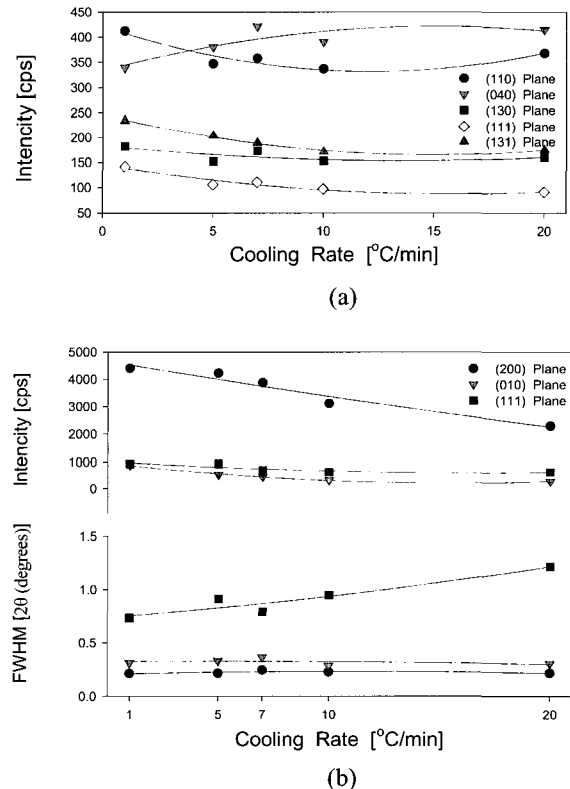 450
400
350
300
250
200
150
100
50
Intencity [cps]
● (110) Plane
▼ (040) Plane
■ (130) Plane
◇ (111) Plane
▲ (131) Plane
0 5 10 15 20
Cooling Rate [°C/min]
(a)
5000
4000
3000
2000
1000
0
Intencity [cps]
● (200) Plane
▼ (010) Plane
■ (111) Plane
1.5
1.0
0.5
0.0
FWHM [2θ (degrees)]
1 5 7 10 20
Cooling Rate [°C/min]
(b)